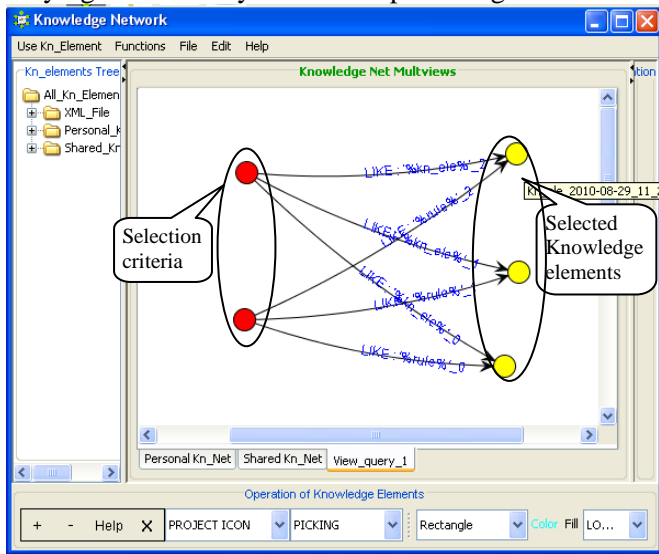 Knowledge Network
Use Kn_Element Functions File Edit Help
Kn_elements Tree
All_Kn_Elemen
XML_File
Personal_K
Shared_Kr
Knowledge Net Multviews
tion
LIKE : '%kn_ele%'_2
LIKE : '%rule%'_2
LIKE : '%kn_ele%'_1
LIKE : '%rule%'_1
LIKE : '%kn_ele%'_0
LIKE : '%rule%'_0
Selection
criteria
Selected
Knowledge
elements
Personal Kn_Net Shared Kn_Net View_query_1
Operation of Knowledge Elements
+ - Help X PROJECT ICON PICKING Rectangle Color Fill LO...